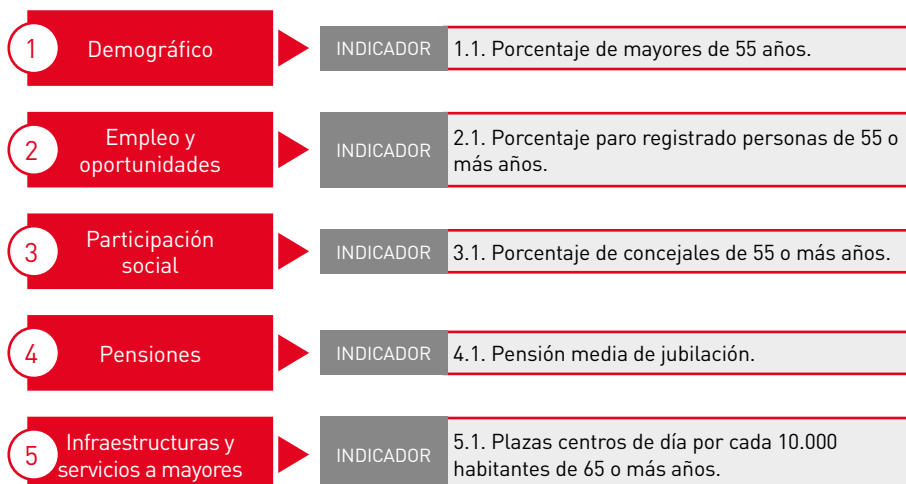 1
Demográfico
INDICADOR
1.1. Porcentaje de mayores de 55 años.
2
Empleo y
oportunidades
INDICADOR
2.1. Porcentaje paro registrado personas de 55 o
más años.
3
Participación
social
INDICADOR
3.1. Porcentaje de concejales de 55 o más años.
4
Pensiones
INDICADOR
4.1. Pensión media de jubilación.
5
Infraestructuras y
servicios a mayores
INDICADOR
5.1. Plazas centros de día por cada 10.000
habitantes de 65 o más años.